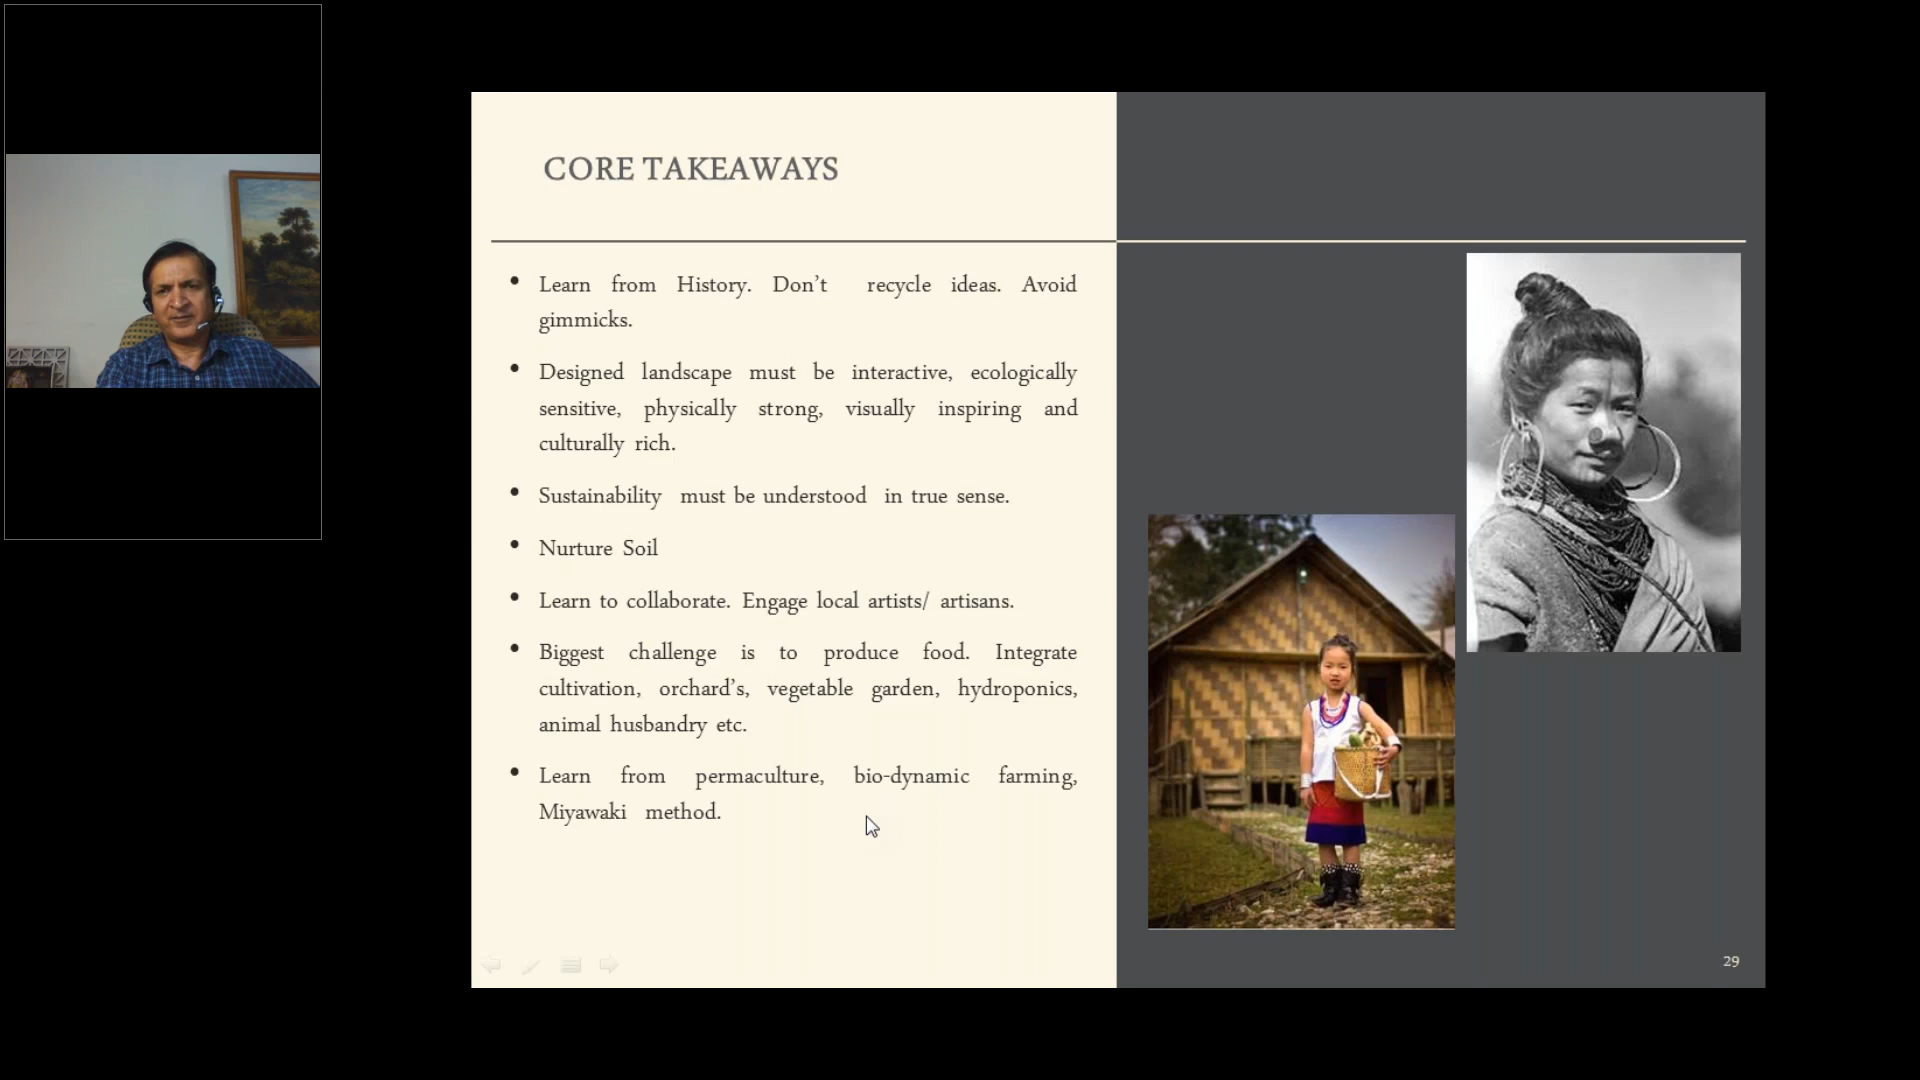 CORE TAKEAWAYS
• Learn from History. Don’t recycle ideas. Avoid
gimmicks.
• Designed landscape must be interactive, ecologically
sensitive, physically strong, visually inspiring and
culturally rich.
• Sustainability must be understood in true sense.
• Nurture Soil
• Learn to collaborate. Engage local artists/ artisans.
• Biggest challenge is to produce food. Integrate
cultivation, orchard’s, vegetable garden, hydroponics,
animal husbandry etc.
• Learn from permaculture, bio-dynamic farming,
Miyawaki method.
29